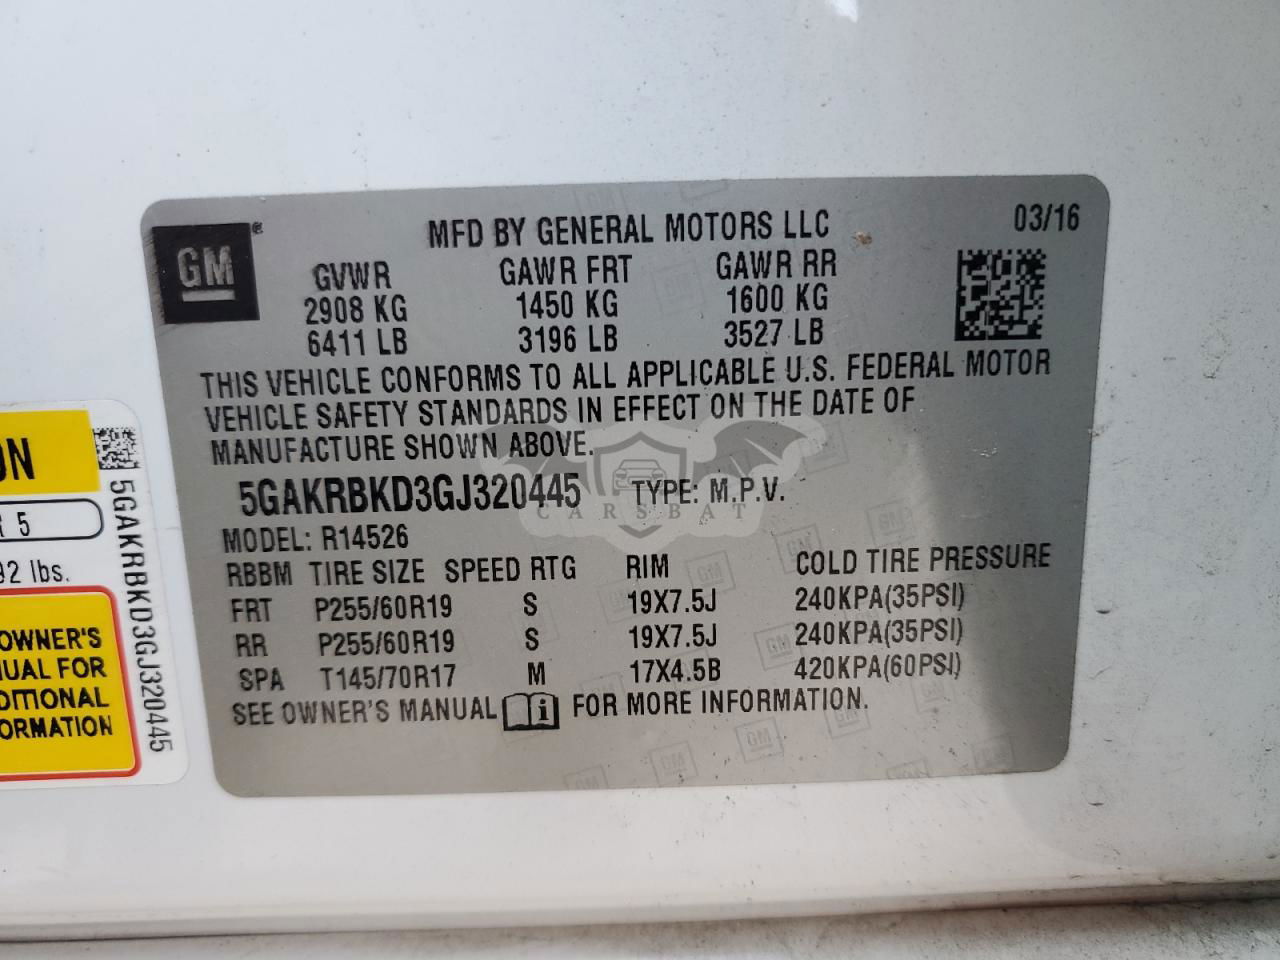 GM
®
MFD BY GENERAL MOTORS LLC
03/16
GVWR GAWR FRT GAWR RR
2908 KG 1450 KG 1600 KG
6411 LB 3196 LB 3527 LB
THIS VEHICLE CONFORMS TO ALL APPLICABLE U.S. FEDERAL MOTOR
VEHICLE SAFETY STANDARDS IN EFFECT ON THE DATE OF
MANUFACTURE SHOWN ABOVE.
5GAKRBKD3GJ320445 TYPE: M.P.V.
CARSBAT
MODEL: R14526
RBBM TIRE SIZE SPEED RTG RIM COLD TIRE PRESSURE
FRT P255/60R19 S 19X7.5J 240KPA(35PSI)
RR P255/60R19 S 19X7.5J 240KPA(35PSI)
SPA T145/70R17 M 17X4.5B 420KPA(60PSI)
SEE OWNER'S MANUAL i FOR MORE INFORMATION.
5
92 lbs.
OWNER'S
FOR
5GAKRBKD3GJ320445